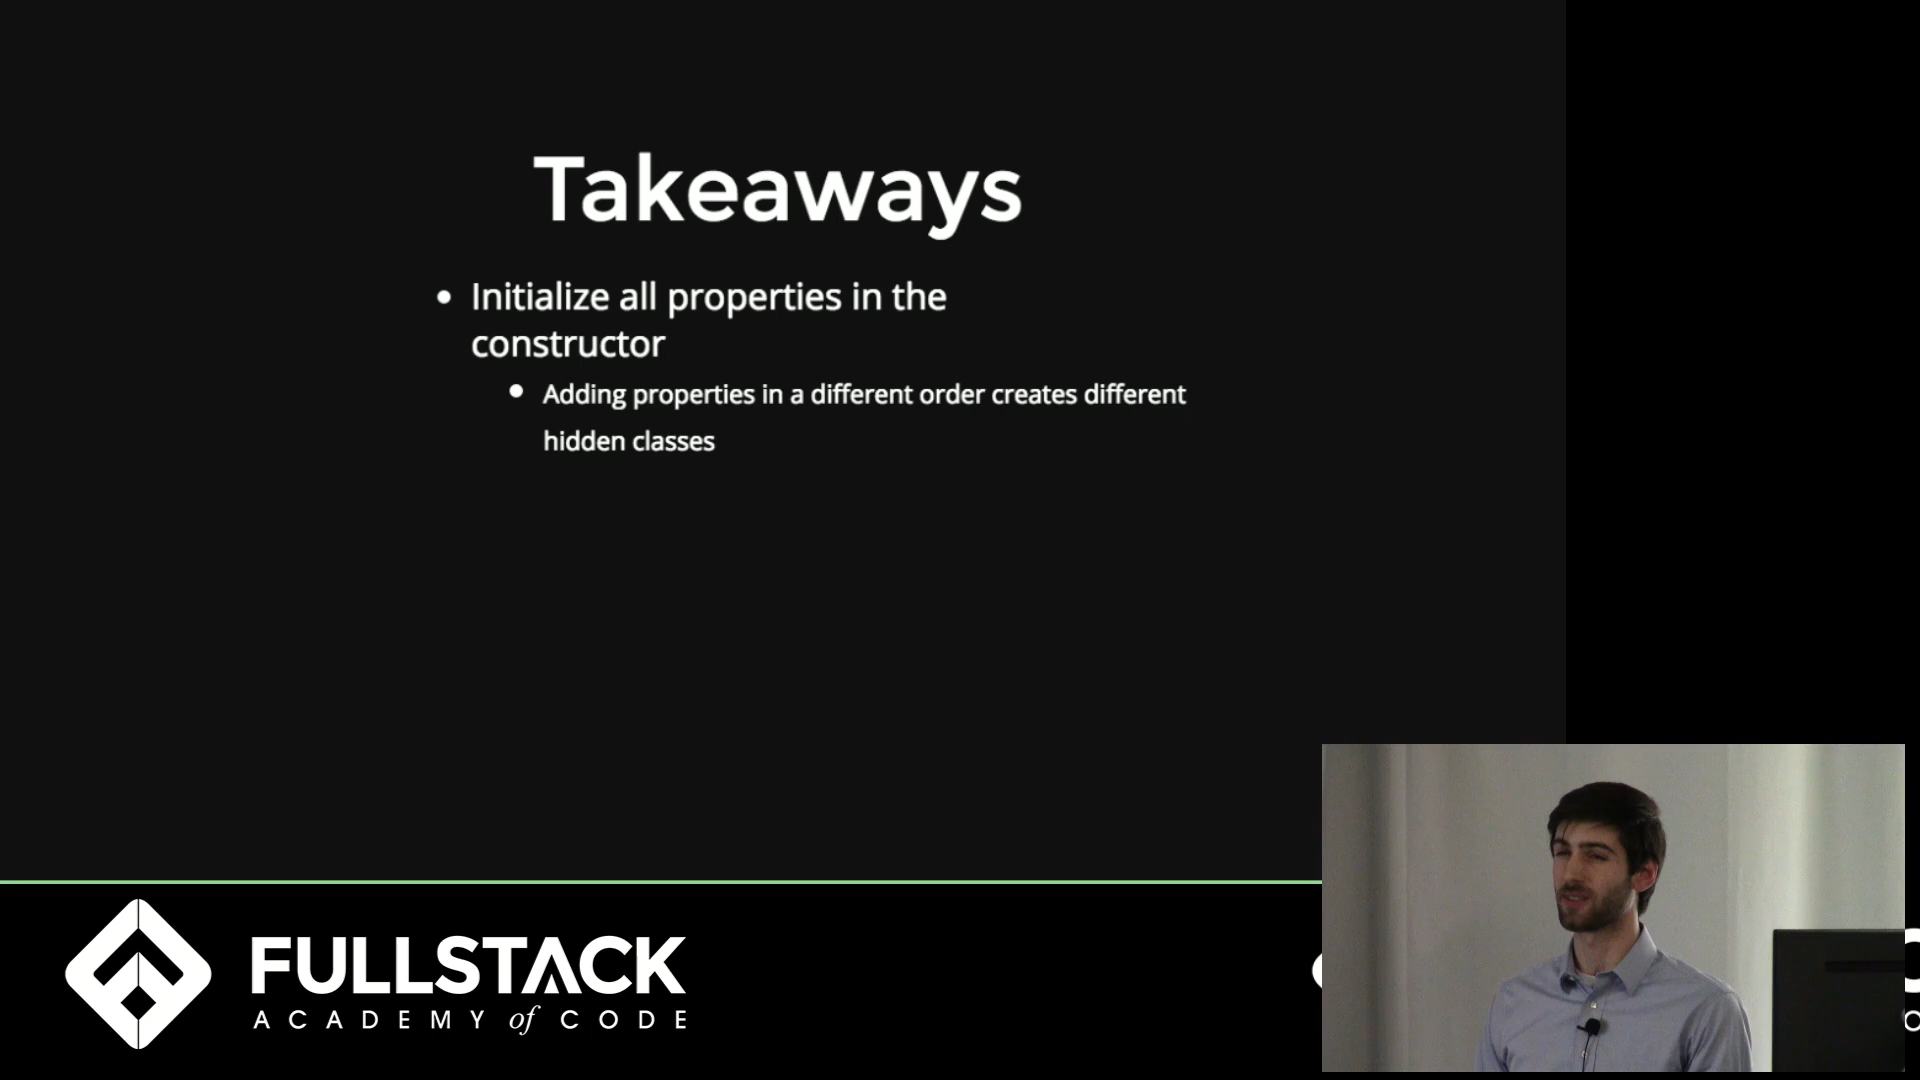 Takeaways
Initialize all properties in the
constructor
Adding properties in a different order creates different
hidden classes
FULLSTACK
ACADEMY of CODE